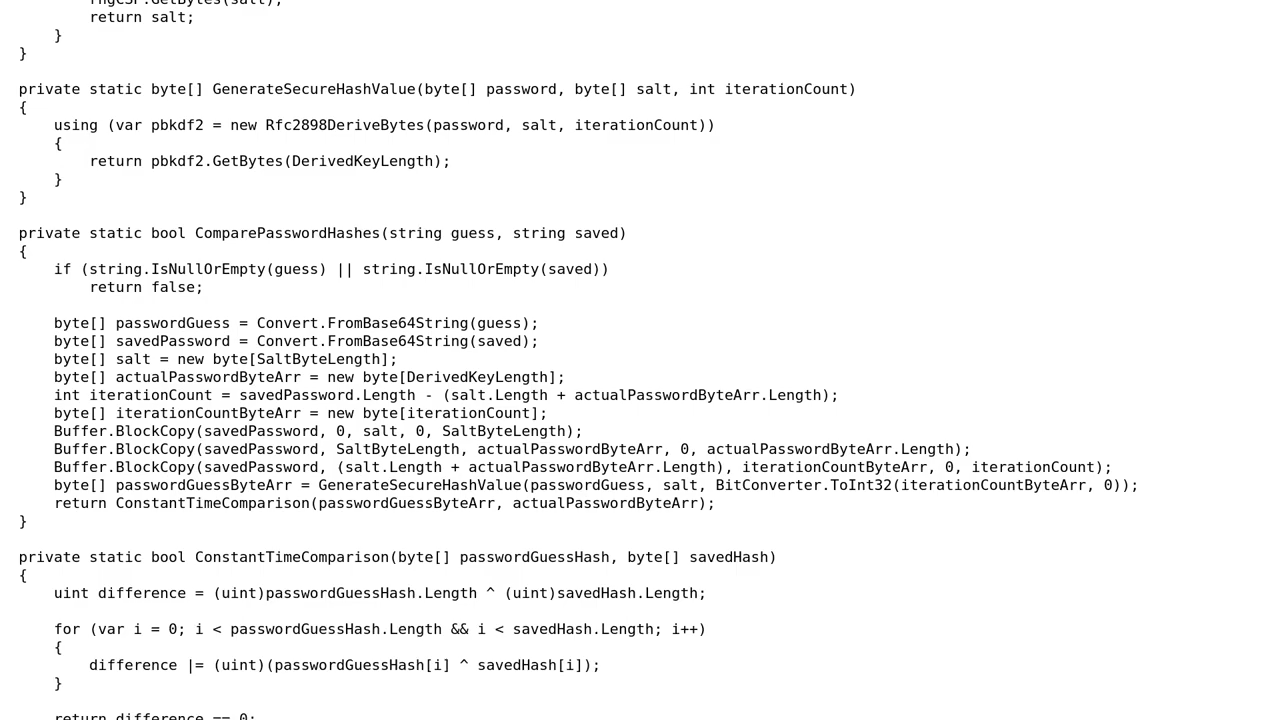 rngCSP.GetBytes(salt);
return salt;
}
}
private static byte[] GenerateSecureHashValue(byte[] password, byte[] salt, int iterationCount)
{
using (var pbkdf2 = new Rfc2898DeriveBytes(password, salt, iterationCount))
{
return pbkdf2.GetBytes(DerivedKeyLength);
}
}
private static bool ComparePasswordHashes(string guess, string saved)
{
if (string.IsNullOrEmpty(guess) || string.IsNullOrEmpty(saved))
return false;
byte[] passwordGuess = Convert.FromBase64String(guess);
byte[] savedPassword = Convert.FromBase64String(saved);
byte[] salt = new byte[SaltByteLength];
byte[] actualPasswordByteArr = new byte[DerivedKeyLength];
int iterationCount = savedPassword.Length - (salt.Length + actualPasswordByteArr.Length);
byte[] iterationCountByteArr = new byte[iterationCount];
Buffer.BlockCopy(savedPassword, 0, salt, 0, SaltByteLength);
Buffer.BlockCopy(savedPassword, SaltByteLength, actualPasswordByteArr, 0, actualPasswordByteArr.Length);
Buffer.BlockCopy(savedPassword, (salt.Length + actualPasswordByteArr.Length), iterationCountByteArr, 0, iterationCount);
byte[] passwordGuessByteArr = GenerateSecureHashValue(passwordGuess, salt, BitConverter.ToInt32(iterationCountByteArr, 0));
return ConstantTimeComparison(passwordGuessByteArr, actualPasswordByteArr);
}
private static bool ConstantTimeComparison(byte[] passwordGuessHash, byte[] savedHash)
{
uint difference = (uint)passwordGuessHash.Length ^ (uint)savedHash.Length;
for (var i = 0; i < passwordGuessHash.Length && i < savedHash.Length; i++)
{
difference |= (uint)(passwordGuessHash[i] ^ savedHash[i]);
}
return difference == 0;